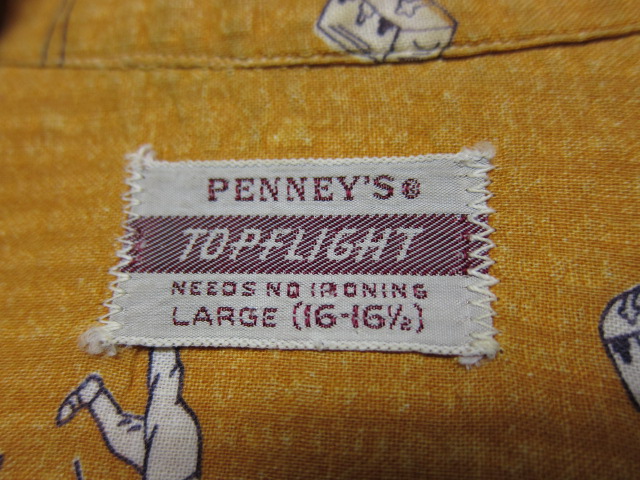 PENNEY'S®
TOPFLIGHT
NEEDS NO IRONING
LARGE (16-16½)